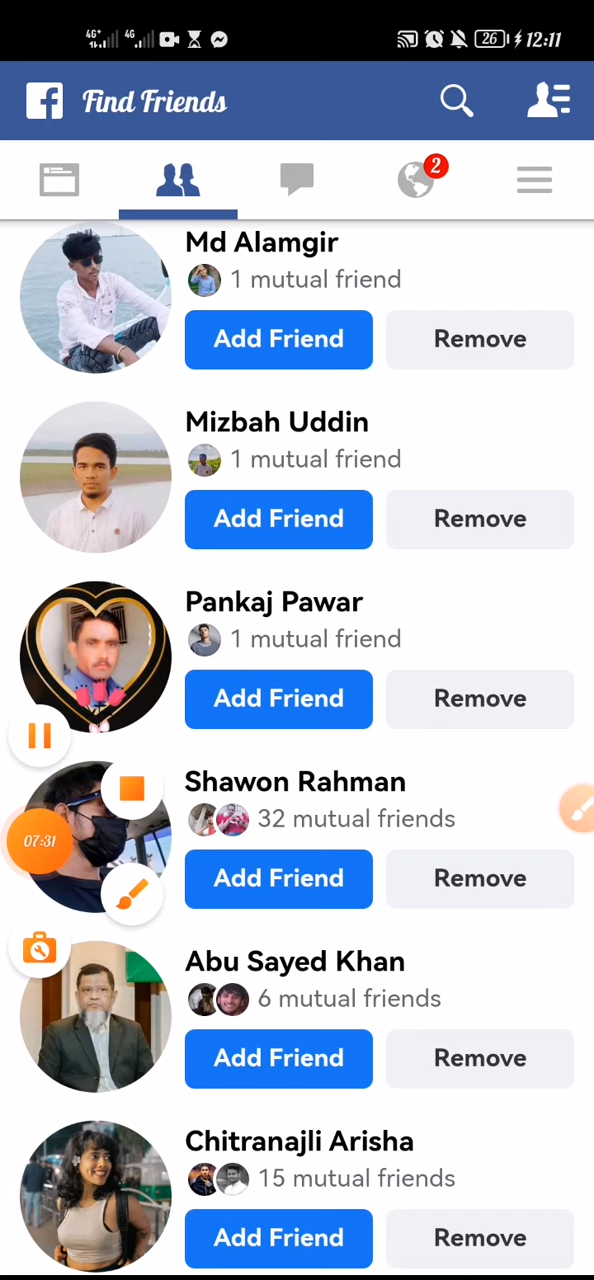 4G+ 4G 26 12:11
f Find Friends
2
Md Alamgir
1 mutual friend
Add Friend Remove
Mizbah Uddin
1 mutual friend
Add Friend Remove
Pankaj Pawar
1 mutual friend
Add Friend Remove
Shawon Rahman
32 mutual friends
07:31
Add Friend Remove
Abu Sayed Khan
6 mutual friends
Add Friend Remove
Chitranajli Arisha
15 mutual friends
Add Friend Remove